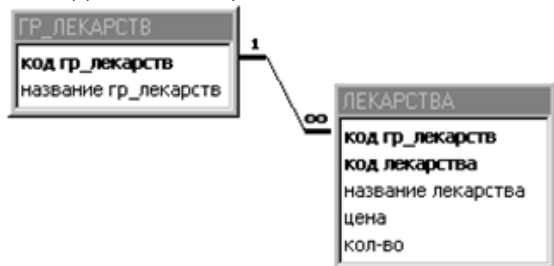 ГР_ЛЕКАРСТВ
код гр_лекарств
название гр_лекарств
1
∞
ЛЕКАРСТВА
код гр_лекарств
код лекарства
название лекарства
цена
кол-во